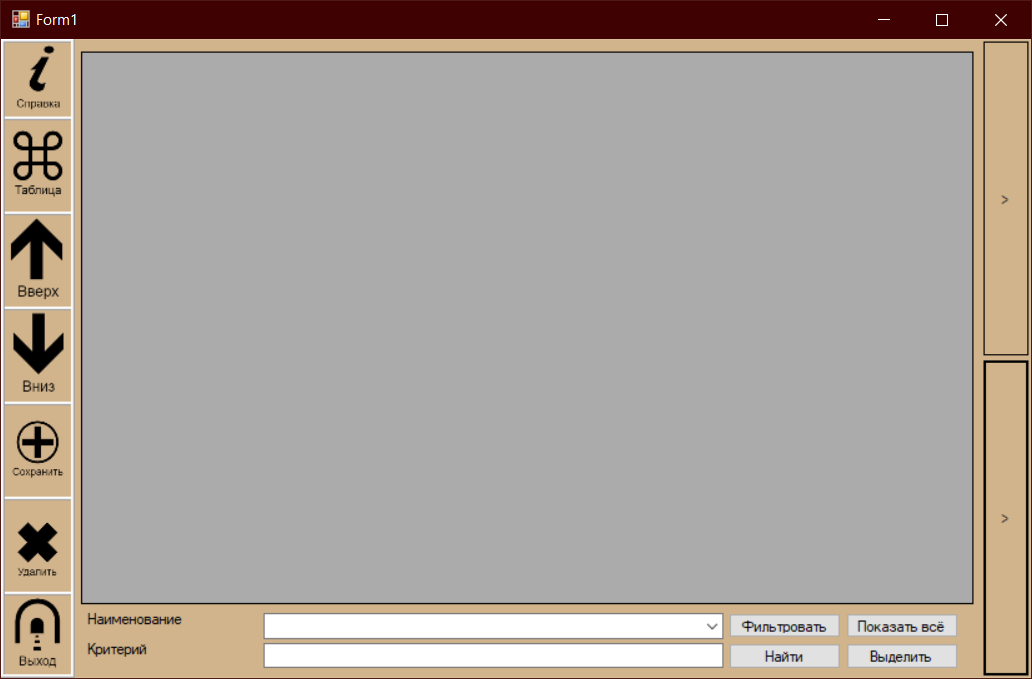 Form1
Справка
Таблица
Вверх
Вниз
Сохранить
Удалить
Выход
>
>
Наименование
Фильтровать
Показать всё
Критерий
Найти
Выделить